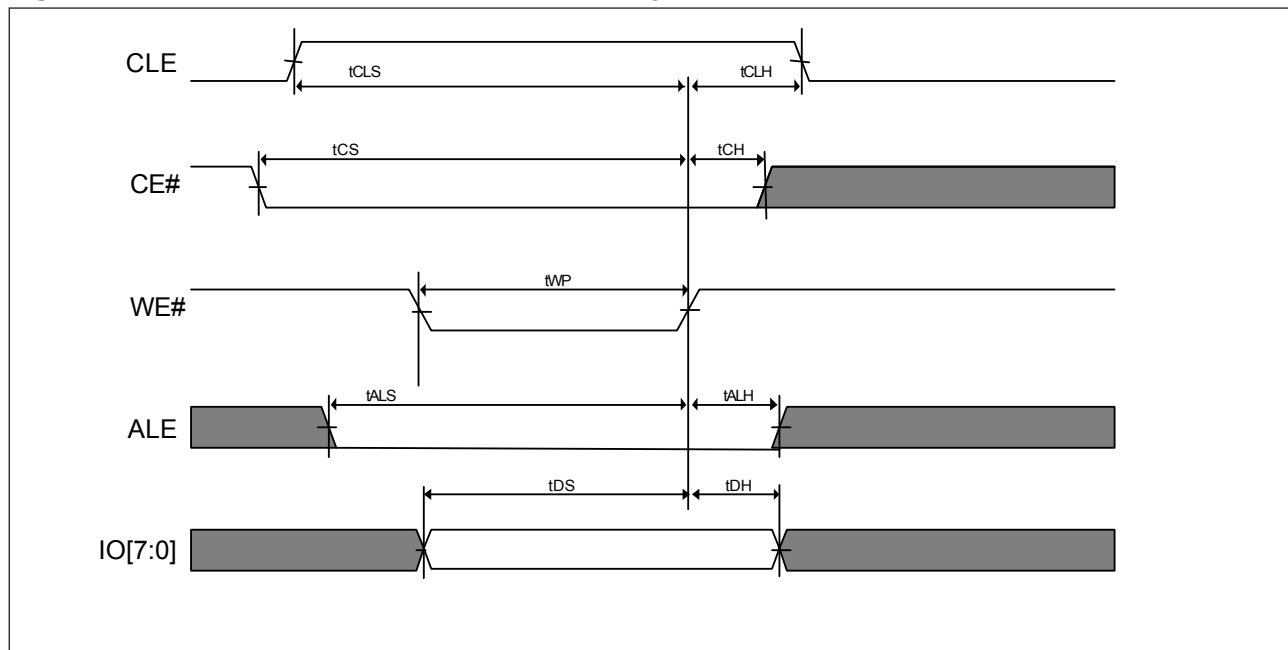 CLE
tCLS
tCLH
CE#
tCS
tCH
WE#
tWP
ALE
tALS
tALH
IO[7:0]
tDS
tDH